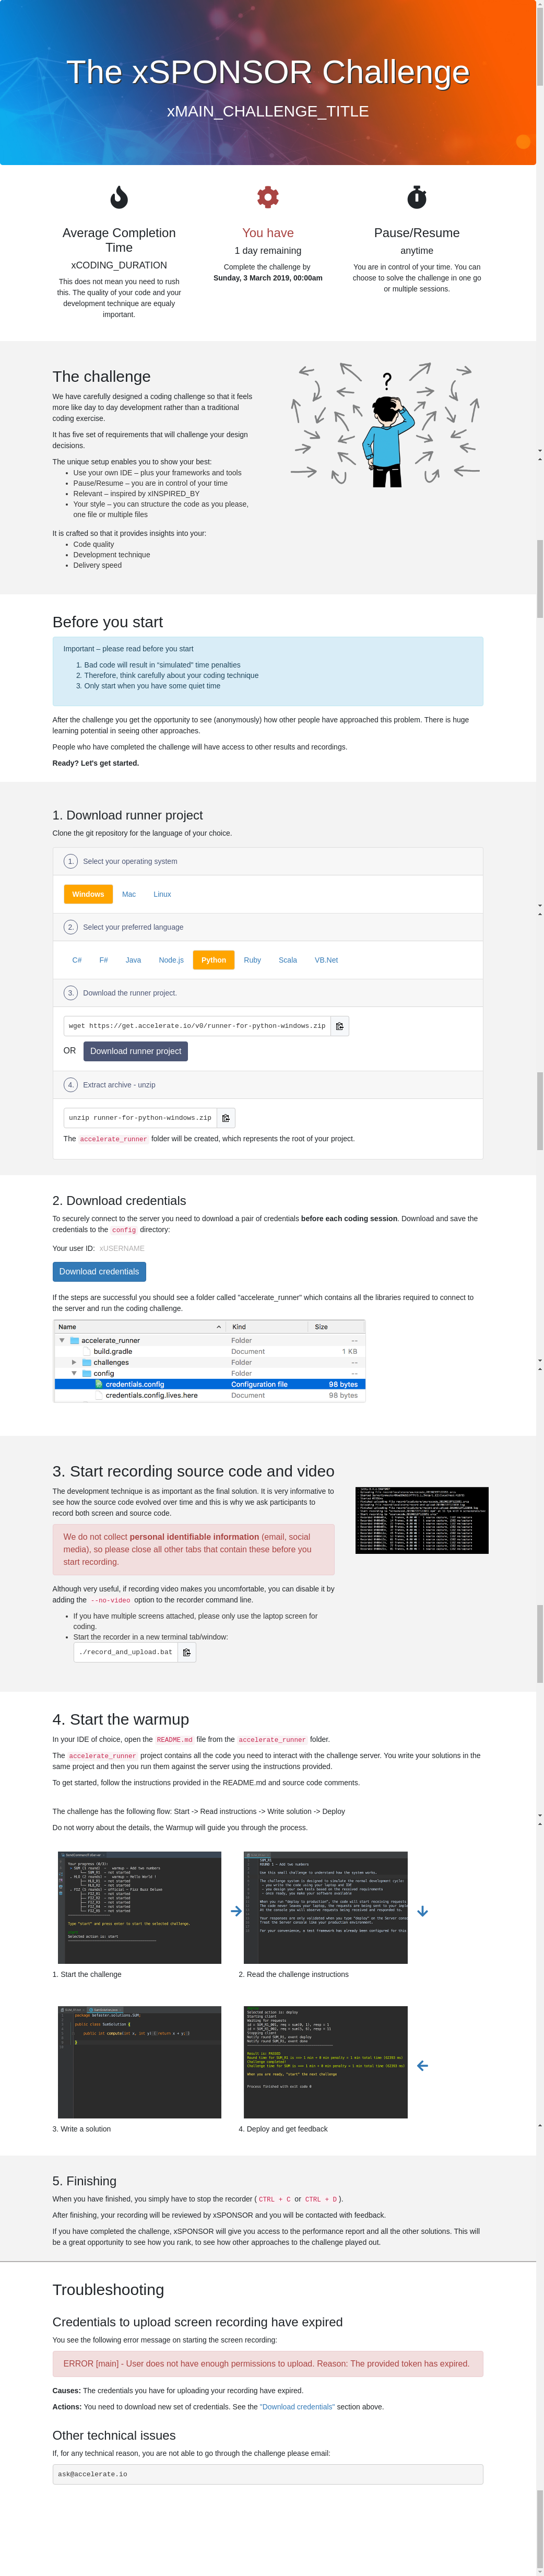 The xSPONSOR Challenge
xMAIN_CHALLENGE_TITLE
Average Completion
Time
xCODING_DURATION
This does not mean you need to rush
this. The quality of your code and your
development technique are equaly
important.
You have
1 day remaining
Complete the challenge by
Sunday, 3 March 2019, 00:00am
Pause/Resume
anytime
You are in control of your time. You can
choose to solve the challenge in one go
or multiple sessions.
The challenge
We have carefully designed a coding challenge so that it feels
more like day to day development rather than a traditional
coding exercise.
It has five set of requirements that will challenge your design
decisions.
The unique setup enables you to show your best:
• Use your own IDE – plus your frameworks and tools
• Pause/Resume – you are in control of your time
• Relevant – inspired by xINSPIRED_BY
• Your style – you can structure the code as you please,
one file or multiple files
It is crafted so that it provides insights into your:
• Code quality
• Development technique
• Delivery speed
?
Before you start
Important – please read before you start
1. Bad code will result in “simulated” time penalties
2. Therefore, think carefully about your coding technique
3. Only start when you have some quiet time
After the challenge you get the opportunity to see (anonymously) how other people have approached this problem. There is huge
learning potential in seeing other approaches.
People who have completed the challenge will have access to other results and recordings.
Ready? Let's get started.
1. Download runner project
Clone the git repository for the language of your choice.
1. Select your operating system
Windows Mac Linux
2. Select your preferred language
C# F# Java Node.js Python Ruby Scala VB.Net
3. Download the runner project.
wget https://get.accelerate.io/v0/runner-for-python-windows.zip
OR Download runner project
4. Extract archive - unzip
unzip runner-for-python-windows.zip
The accelerate_runner folder will be created, which represents the root of your project.
2. Download credentials
To securely connect to the server you need to download a pair of credentials before each coding session. Download and save the
credentials to the config directory:
Your user ID: xUSERNAME
Download credentials
If the steps are successful you should see a folder called "accelerate_runner" which contains all the libraries required to connect to
the server and run the coding challenge.
Name Kind Size
accelerate_runner Folder --
build.gradle Document 1 KB
challenges Folder --
config Folder --
credentials.config Configuration file 98 bytes
credentials.config.lives.here Document 98 bytes
3. Start recording source code and video
The development technique is as important as the final solution. It is very informative to
see how the source code evolved over time and this is why we ask participants to
record both screen and source code.
We do not collect personal identifiable information (email, social
media), so please close all other tabs that contain these before you
start recording.
Although very useful, if recording video makes you uncomfortable, you can disable it by
adding the --no-video option to the recorder command line.
• If you have multiple screens attached, please only use the laptop screen for
coding.
• Start the recorder in a new terminal tab/window:
./record_and_upload.bat
4. Start the warmup
In your IDE of choice, open the README.md file from the accelerate_runner folder.
The accelerate_runner project contains all the code you need to interact with the challenge server. You write your solutions in the
same project and then you run them against the server using the instructions provided.
To get started, follow the instructions provided in the README.md and source code comments.
The challenge has the following flow: Start -> Read instructions -> Write solution -> Deploy
Do not worry about the details, the Warmup will guide you through the process.
1. Start the challenge
2. Read the challenge instructions
3. Write a solution
4. Deploy and get feedback
5. Finishing
When you have finished, you simply have to stop the recorder ( CTRL + C or CTRL + D ).
After finishing, your recording will be reviewed by xSPONSOR and you will be contacted with feedback.
If you have completed the challenge, xSPONSOR will give you access to the performance report and all the other solutions. This will
be a great opportunity to see how you rank, to see how other approaches to the challenge played out.
Troubleshooting
Credentials to upload screen recording have expired
You see the following error message on starting the screen recording:
ERROR [main] - User does not have enough permissions to upload. Reason: The provided token has expired.
Causes: The credentials you have for uploading your recording have expired.
Actions: You need to download new set of credentials. See the "Download credentials" section above.
Other technical issues
If, for any technical reason, you are not able to go through the challenge please email:
ask@accelerate.io